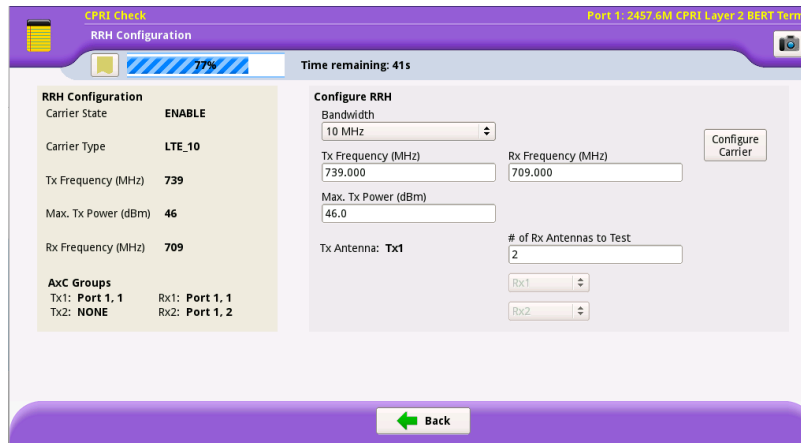 CPRI Check
Port 1: 2457.6M CPRI Layer 2 BERT Term
RRH Configuration
77%
Time remaining: 41s
RRH Configuration
Carrier State ENABLE
Carrier Type LTE_10
Tx Frequency (MHz) 739
Max. Tx Power (dBm) 46
Rx Frequency (MHz) 709
AxC Groups
Tx1: Port 1, 1 Rx1: Port 1, 1
Tx2: NONE Rx2: Port 1, 2
Configure RRH
Bandwidth
10 MHz
Configure
Carrier
Tx Frequency (MHz) Rx Frequency (MHz)
739.000 709.000
Max. Tx Power (dBm)
46.0
Tx Antenna: Tx1
# of Rx Antennas to Test
2
Rx1
Rx2
Back